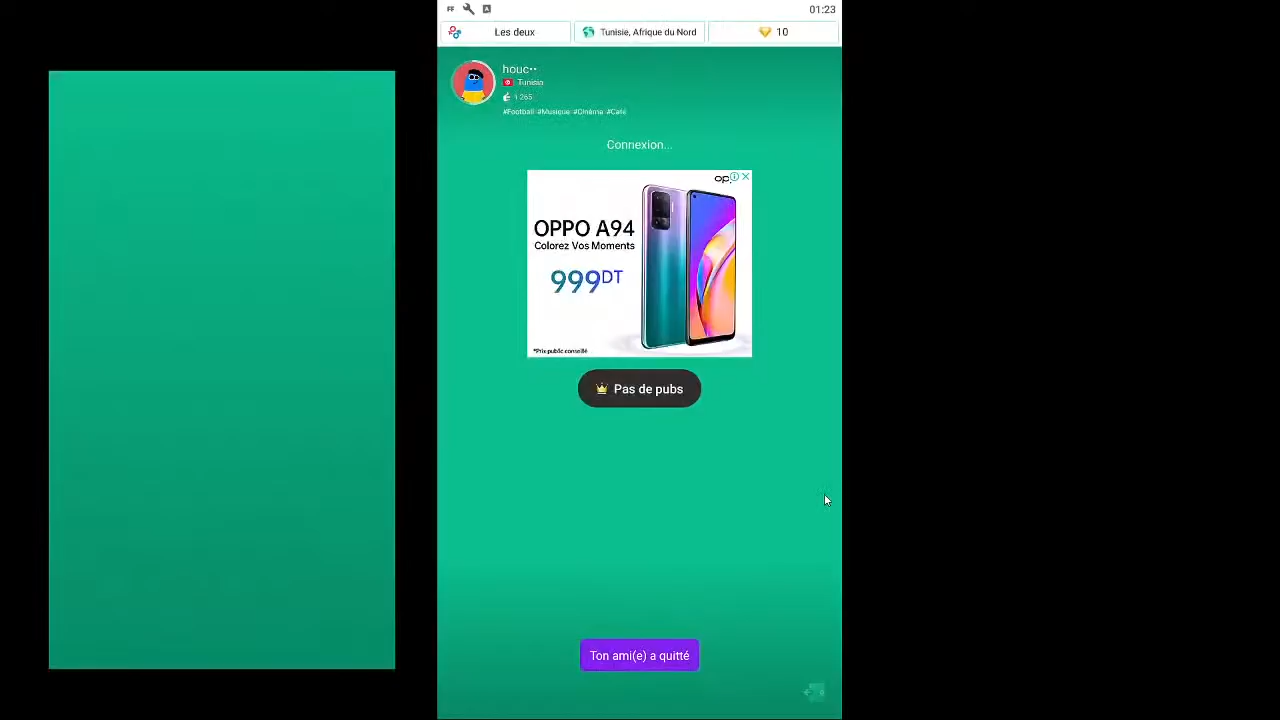 FF A 01:23
Les deux
Tunisie, Afrique du Nord
10
houc··
Tunisia
1 265
#Football #Musique #Cinéma #Café
Connexion...
OPPO A94
Colorez Vos Moments
999DT
*Prix public conseillé
Pas de pubs
Ton ami(e) a quitté